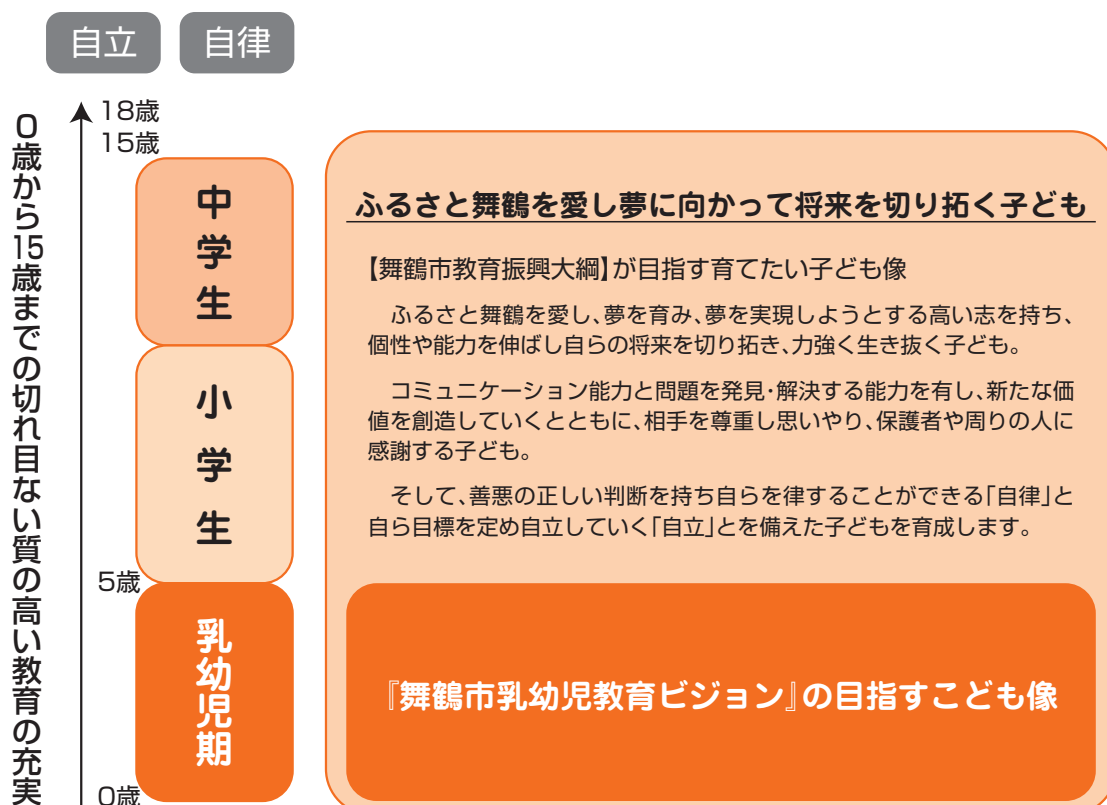 自立
自律
0歳から15歳までの切れ目ない質の高い教育の充実
18歳
15歳
中学生
小学生
5歳
乳幼児期
0歳
ふるさと舞鶴を愛し夢に向かって将来を切り拓く子ども
【舞鶴市教育振興大綱】が目指す育てたい子ども像
ふるさと舞鶴を愛し、夢を育み、夢を実現しようとする高い志を持ち、
個性や能力を伸ばし自らの将来を切り拓き、力強く生き抜く子ども。
コミュニケーション能力と問題を発見・解決する能力を有し、新たな価
値を創造していくとともに、相手を尊重し思いやり、保護者や周りの人に
感謝する子ども。
そして、善悪の正しい判断を持ち自らを律することができる「自律」と
自ら目標を定め自立していく「自立」とを備えた子どもを育成します。
『舞鶴市乳幼児教育ビジョン』の目指すこども像